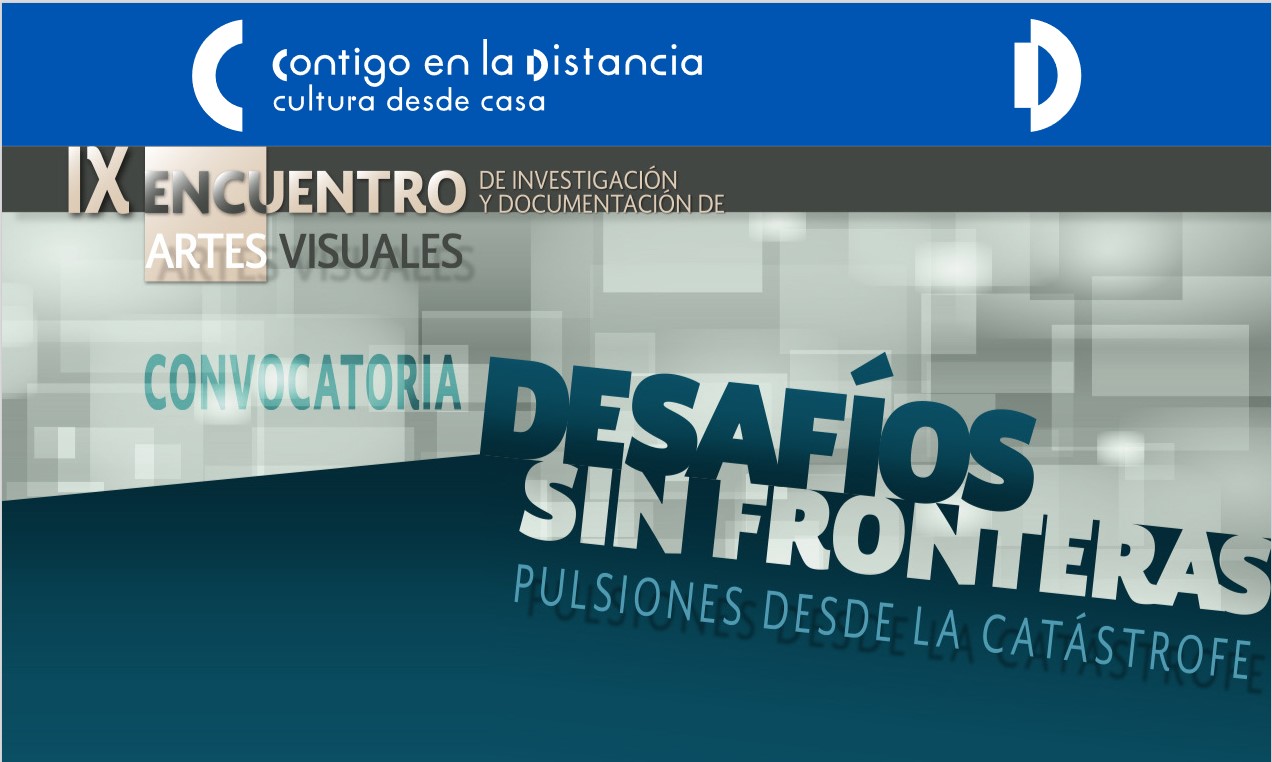 Contigo en la Distancia
cultura desde casa
IX ENCUENTRO DE INVESTIGACIÓN
Y DOCUMENTACIÓN DE
ARTES VISUALES
CONVOCATORIA
DESAFÍOS
SIN FRONTERAS
PULSIONES DESDE LA CATÁSTROFE